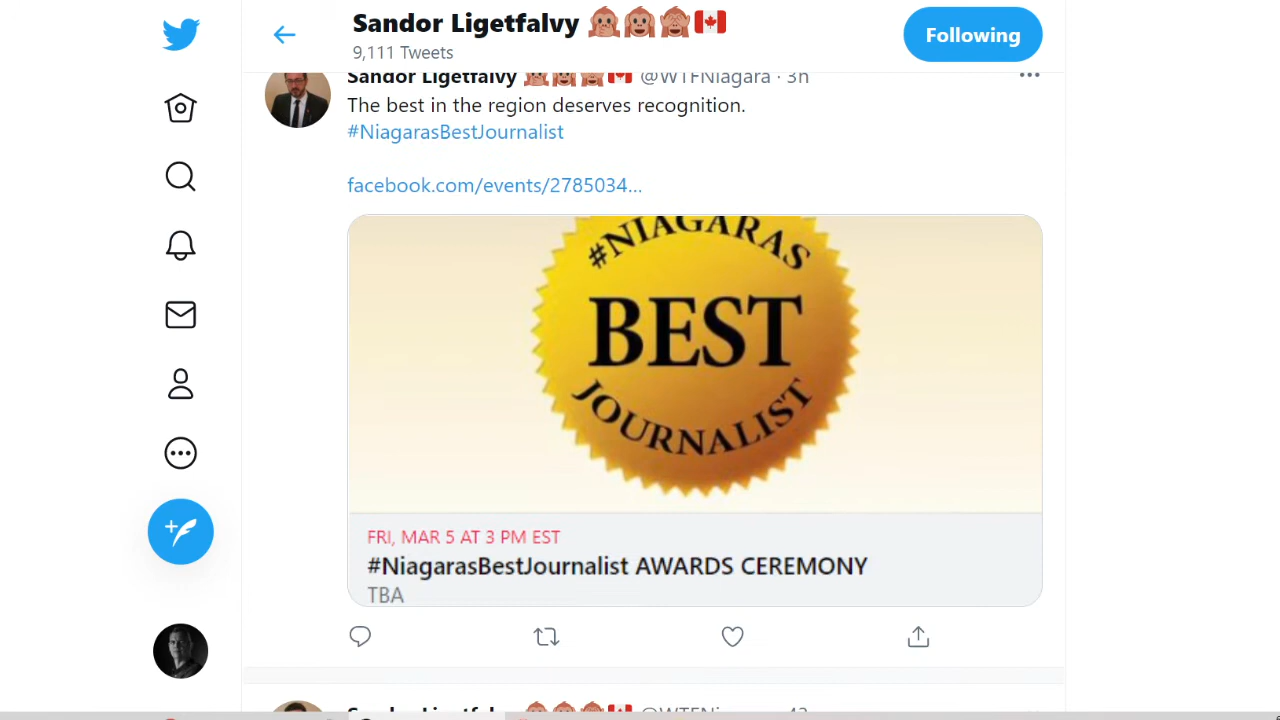 Sandor Ligetfalvy 🙊🐵🙈🇨🇦
Following
9,111 Tweets
Sandor Ligetfalvy @WTFNiagara · 3h
The best in the region deserves recognition.
#NiagarasBestJournalist
facebook.com/events/2785034...
#NIAGARAS
BEST
JOURNALIST
FRI, MAR 5 AT 3 PM EST
#NiagarasBestJournalist AWARDS CEREMONY
TBA